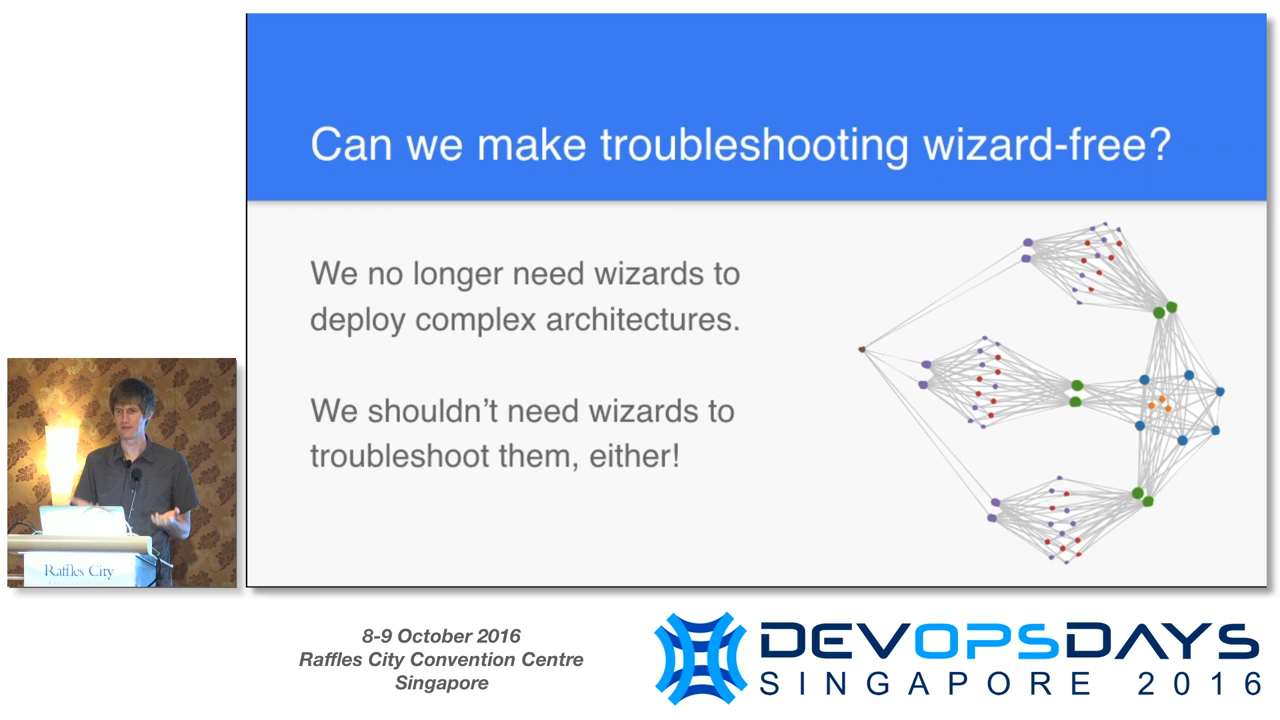 Can we make troubleshooting wizard-free?
We no longer need wizards to
deploy complex architectures.
We shouldn't need wizards to
troubleshoot them, either!
Raffles City
8-9 October 2016
Raffles City Convention Centre
Singapore
DEVOPSDAYS
SINGAPORE 2016